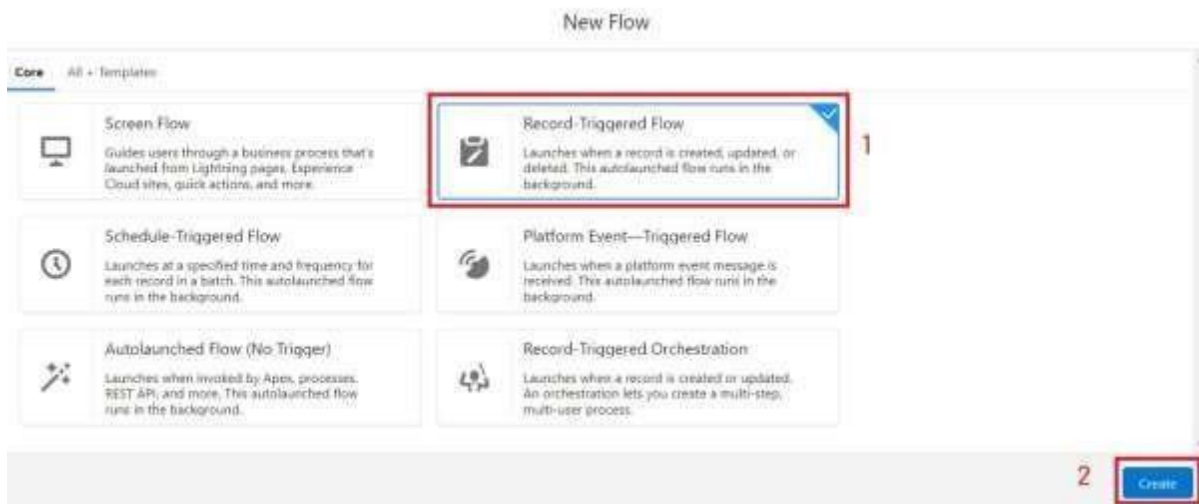 New Flow
Core All + Templates
Screen Flow
Guides users through a business process that's
launched from Lightning pages, Experience
Cloud sites, quick actions, and more.
Record-Triggered Flow
Launches when a record is created, updated, or
deleted. This autolaunched flow runs in the
background.
1
Schedule-Triggered Flow
Launches at a specified time and frequency for
each record in a batch. This autolaunched flow
runs in the background.
Platform Event—Triggered Flow
Launches when a platform event message is
received. This autolaunched flow runs in the
background.
Autolaunched Flow (No Trigger)
Launches when invoked by Apex, processes,
REST API, and more. This autolaunched flow
runs in the background.
Record-Triggered Orchestration
Launches when a record is created or updated.
An orchestration lets you create a multi-step,
multi-user process.
2
Create